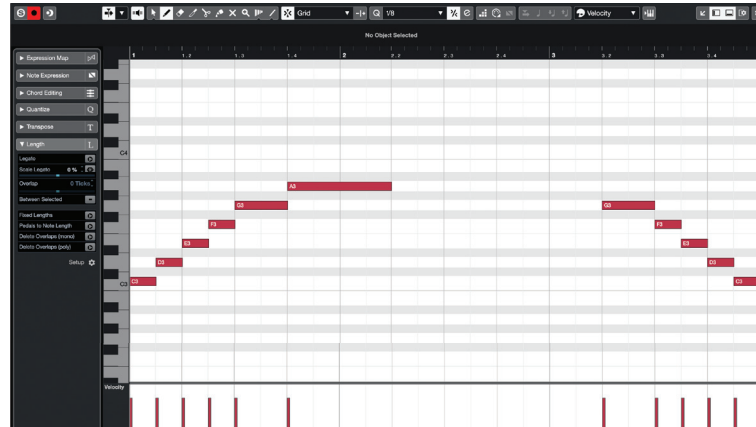 Grid
Q
1/8
Velocity
No Object Selected
Expression Map
Note Expression
Chord Editing
Quantize Q
Transpose T
Length L
Legato
Scale Legato 0 %
Overlap 0 Ticks
Between Selected
Fixed Lengths
Pedals to Note Length
Delete Overlaps (mono)
Delete Overlaps (poly)
Setup
1 1.2 1.3 1.4 2 2.2 2.3 2.4 3 3.2 3.3 3.4
C4
A3
G3 G3
F3 F3
E3 E3
D3 D3
C3 C3 C3
Velocity